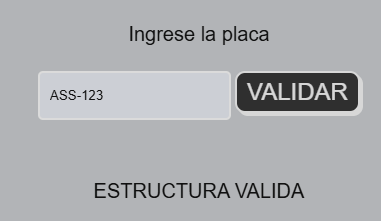 Ingrese la placa
ASS-123
VALIDAR
ESTRUCTURA VALIDA